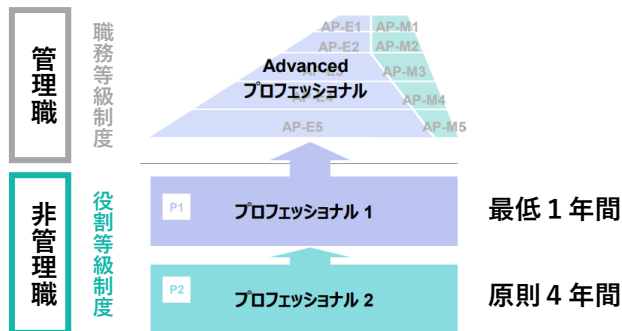 管理職
職務等級制度
AP-E1 AP-M1
AP-E2 AP-M2
Advanced
AP-E3 AP-M3
プロフェッショナル
AP-E4 AP-M4
AP-E5 AP-M5
非管理職
役割等級制度
P1 プロフェッショナル 1 最低1年間
P2 プロフェッショナル 2 原則4年間